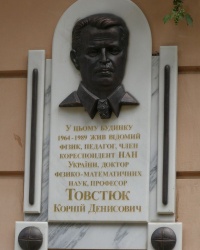 У цьому будинку
1964-1989 жив відомий
фізик, педагог, член
кореспондент НАН
України, доктор
фізико-математичних
наук, професор
ТОВСТЮК
Корній Денисович